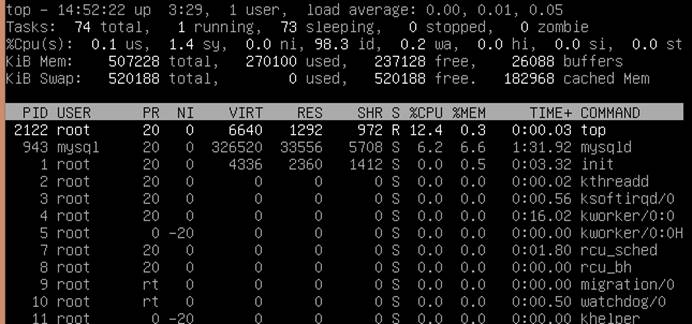 top - 14:52:22 up  3:29,  1 user,  load average: 0.00, 0.01, 0.05
Tasks:  74 total,   1 running,  73 sleeping,   0 stopped,   0 zombie
%Cpu(s):  0.1 us,  1.4 sy,  0.0 ni, 98.3 id,  0.2 wa,  0.0 hi,  0.0 si,  0.0 st
KiB Mem:    507228 total,   270100 used,   237128 free,    26088 buffers
KiB Swap:   520188 total,        0 used,   520188 free.   182968 cached Mem
PID USER      PR  NI    VIRT    RES    SHR S %CPU %MEM     TIME+ COMMAND
2122 root      20   0    6640   1292    972 R 12.4  0.3   0:00.03 top
943 mysql     20   0  326520  33556   5708 S  6.2  6.6   1:31.92 mysqld
1 root      20   0    4336   2360   1412 S  0.0  0.5   0:03.32 init
2 root      20   0       0      0      0 S  0.0  0.0   0:00.02 kthreadd
3 root      20   0       0      0      0 S  0.0  0.0   0:00.56 ksoftirqd/0
4 root      20   0       0      0      0 S  0.0  0.0   0:16.02 kworker/0:0
5 root       0 -20       0      0      0 S  0.0  0.0   0:00.00 kworker/0:0H
7 root      20   0       0      0      0 S  0.0  0.0   0:01.80 rcu_sched
8 root      20   0       0      0      0 S  0.0  0.0   0:00.00 rcu_bh
9 root      rt   0       0      0      0 S  0.0  0.0   0:00.00 migration/0
10 root      rt   0       0      0      0 S  0.0  0.0   0:00.50 watchdog/0
11 root       0 -20       0      0      0 S  0.0  0.0   0:00.00 khelper